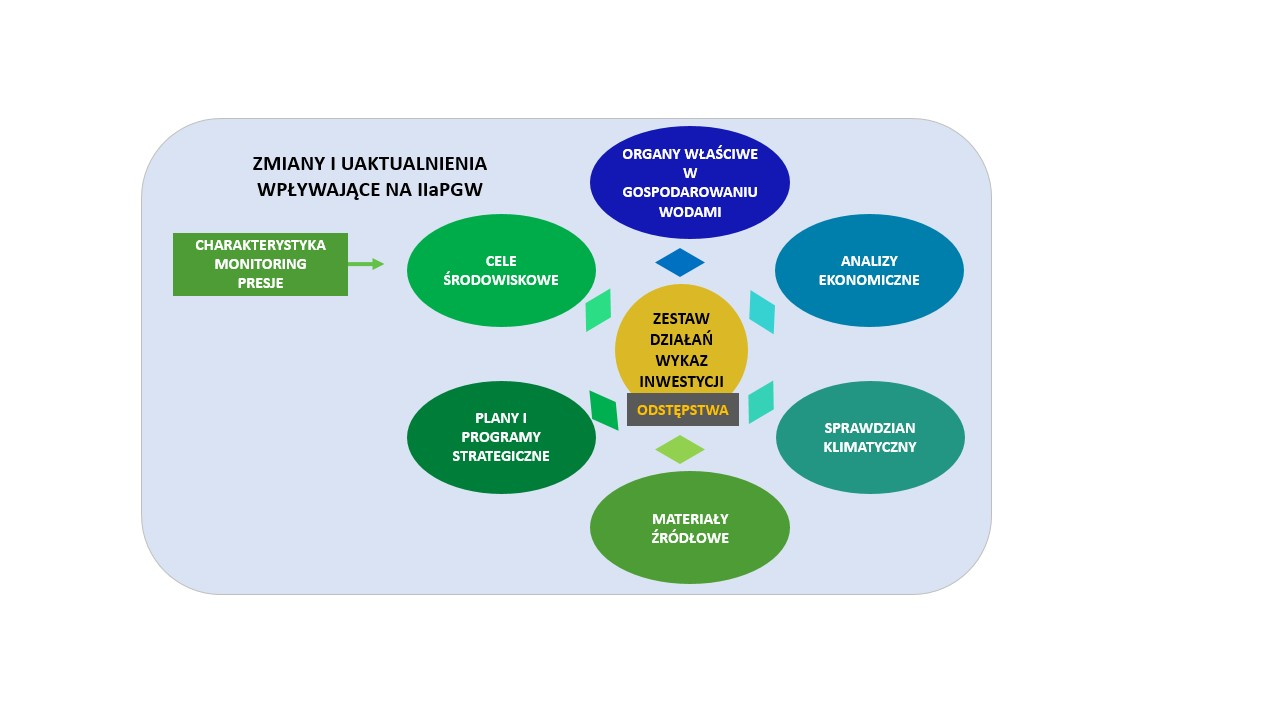 ZMIANY I UAKTUALNIENIA
WPŁYWAJĄCE NA IIaPGW
ORGANY WŁAŚCIWE
W
GOSPODAROWANIU
WODAMI
CHARAKTERYSTYKA
MONITORING
PRESJE
CELE
ŚRODOWISKOWE
ANALIZY
EKONOMICZNE
ZESTAW
DZIAŁAŃ
WYKAZ
INWESTYCJI
ODSTĘPSTWA
PLANY I
PROGRAMY
STRATEGICZNE
SPRAWDZIAN
KLIMATYCZNY
MATERIAŁY
ŹRÓDŁOWE